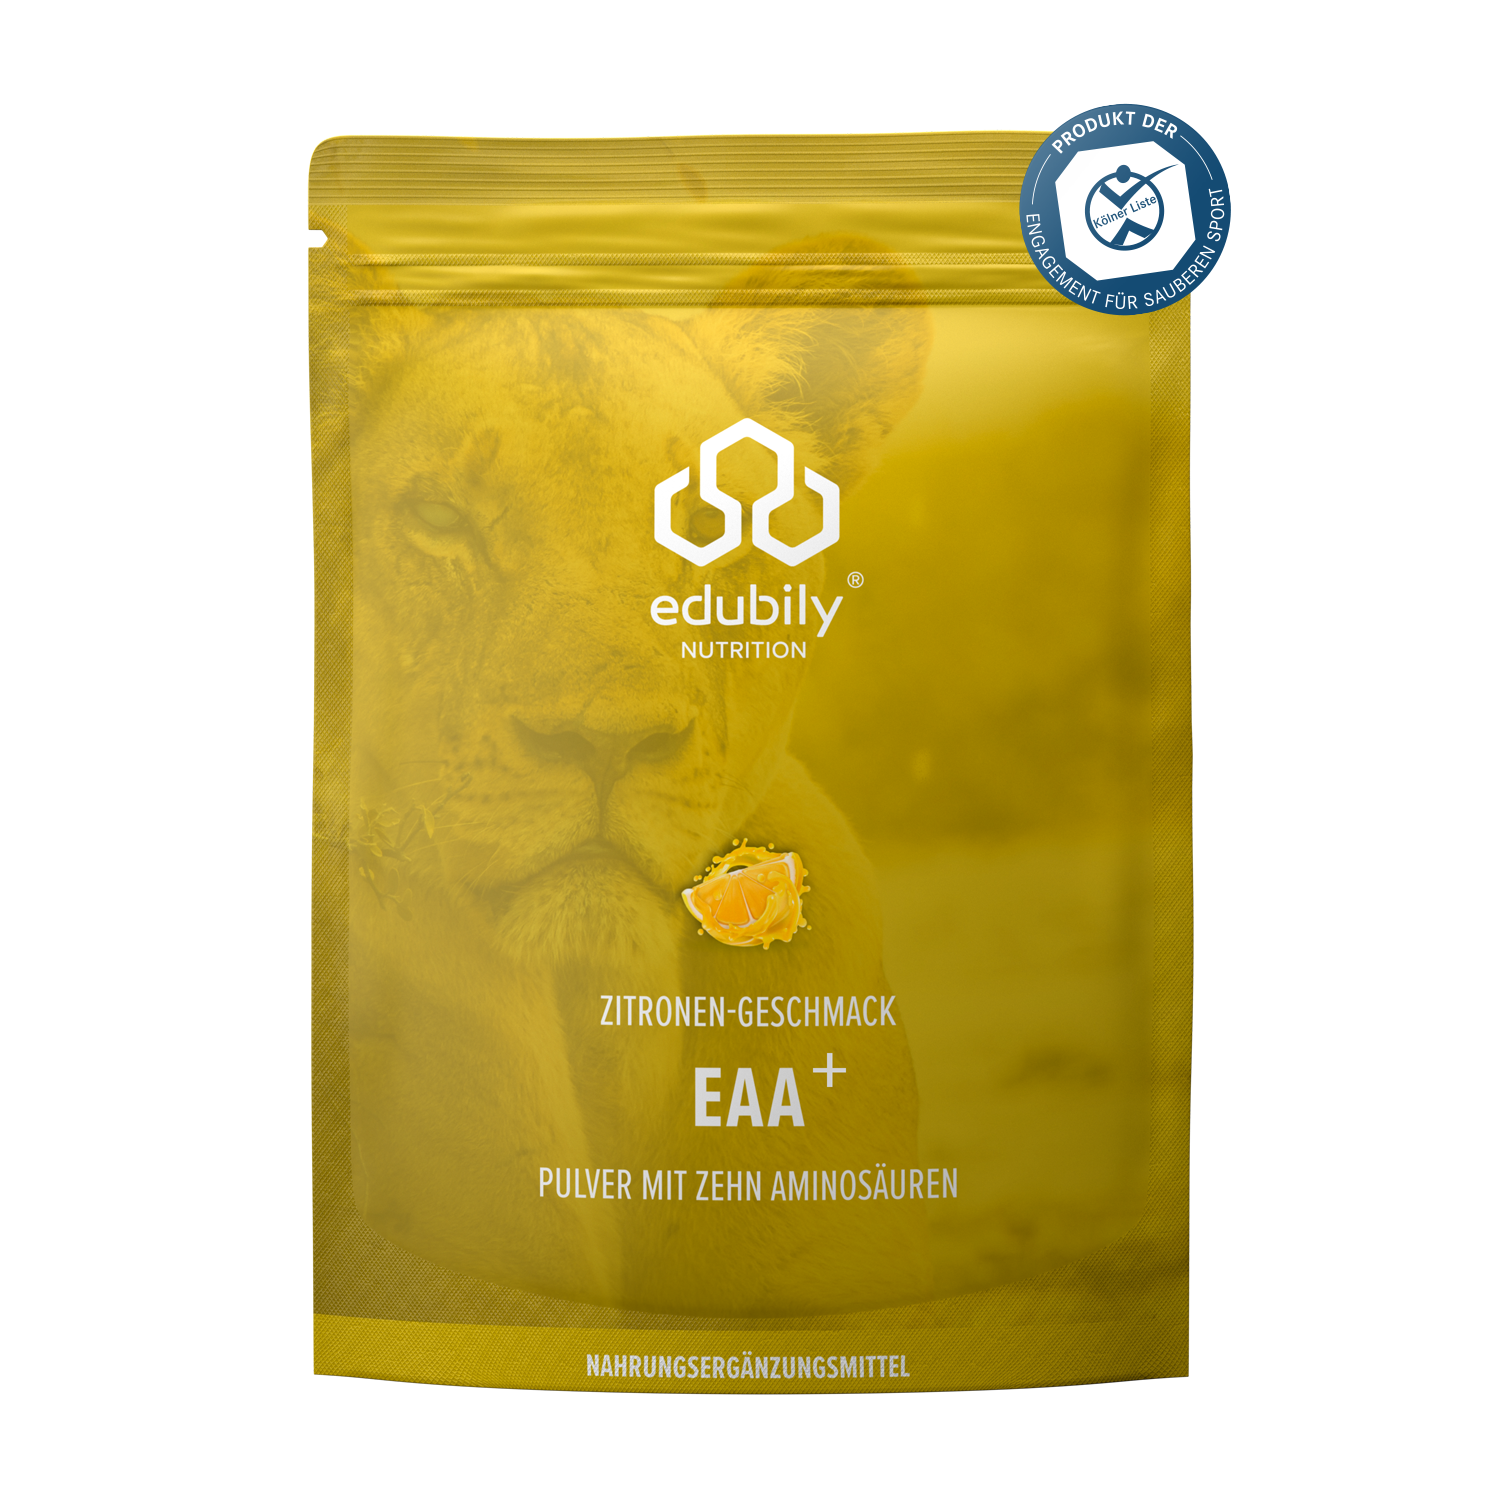 PRODUKT DER
Kölner Liste
ENGAGEMENT FÜR SAUBEREN SPORT
edubily®
NUTRITION
ZITRONEN-GESCHMACK
EAA+
PULVER MIT ZEHN AMINOSÄUREN
NAHRUNGSERGÄNZUNGSMITTEL